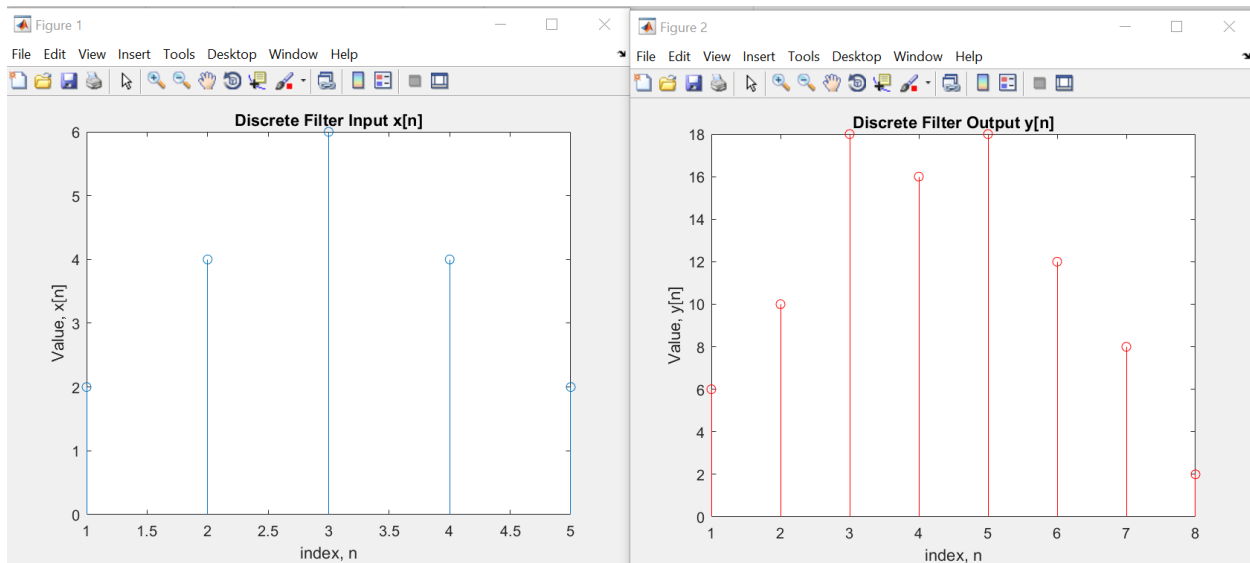 Figure 1
File Edit View Insert Tools Desktop Window Help
Discrete Filter Input x[n]
6
5
4
3
2
1
0
Value, x[n]
1 1.5 2 2.5 3 3.5 4 4.5 5
index, n
Figure 2
File Edit View Insert Tools Desktop Window Help
Discrete Filter Output y[n]
18
16
14
12
10
8
6
4
2
0
Value, y[n]
1 2 3 4 5 6 7 8
index, n